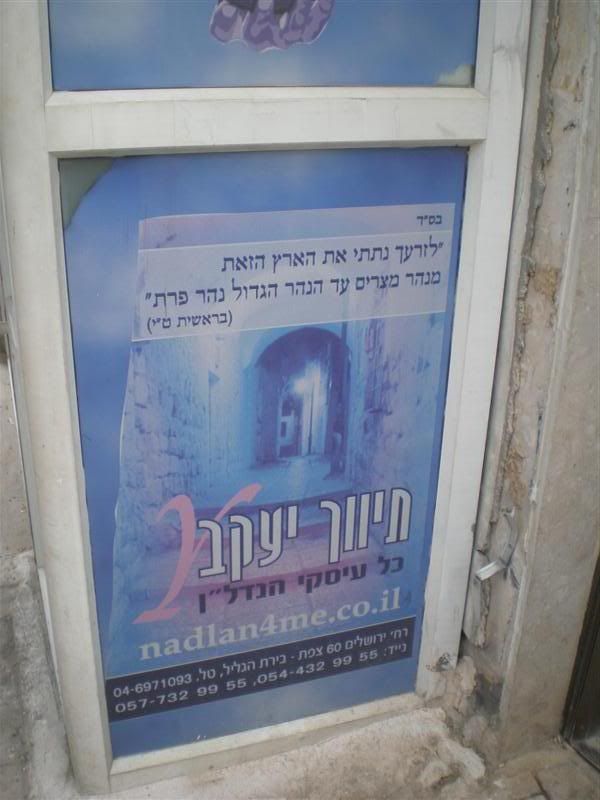 בס"ד
"לזרעך נתתי את הארץ הזאת
מנהר מצרים עד הנהר הגדול נהר פרת"
(בראשית ט"י)
תיווך יעקב
כל עיסקי הנדל"ן
nadlan4me.co.il
רח' ירושלים 60 צפת - בירת הגליל, טל. 04-6971093
נייד: 054-432 99 55, 057-732 99 55